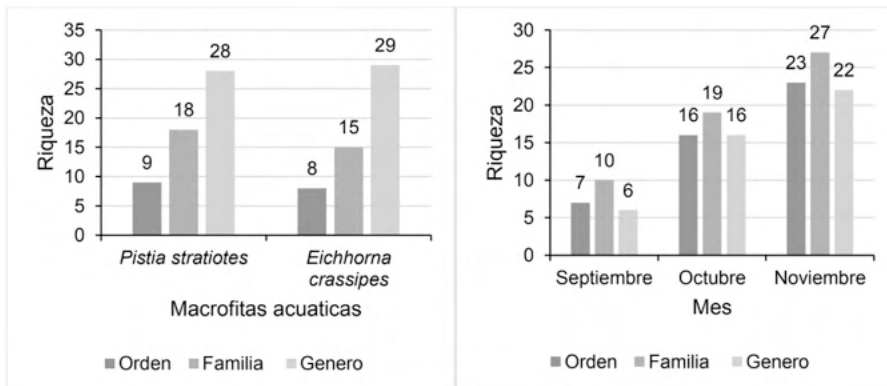 35
30
25
20
15
10
5
0
Riqueza
9
18
28
8
15
29
Pistia stratiotes
Eichhorna
crassipes
Macrofitas acuaticas
Orden
Familia
Genero
30
25
20
15
10
5
0
Riqueza
7
10
6
16
19
16
23
27
22
Septiembre
Octubre
Noviembre
Mes
Orden
Familia
Genero